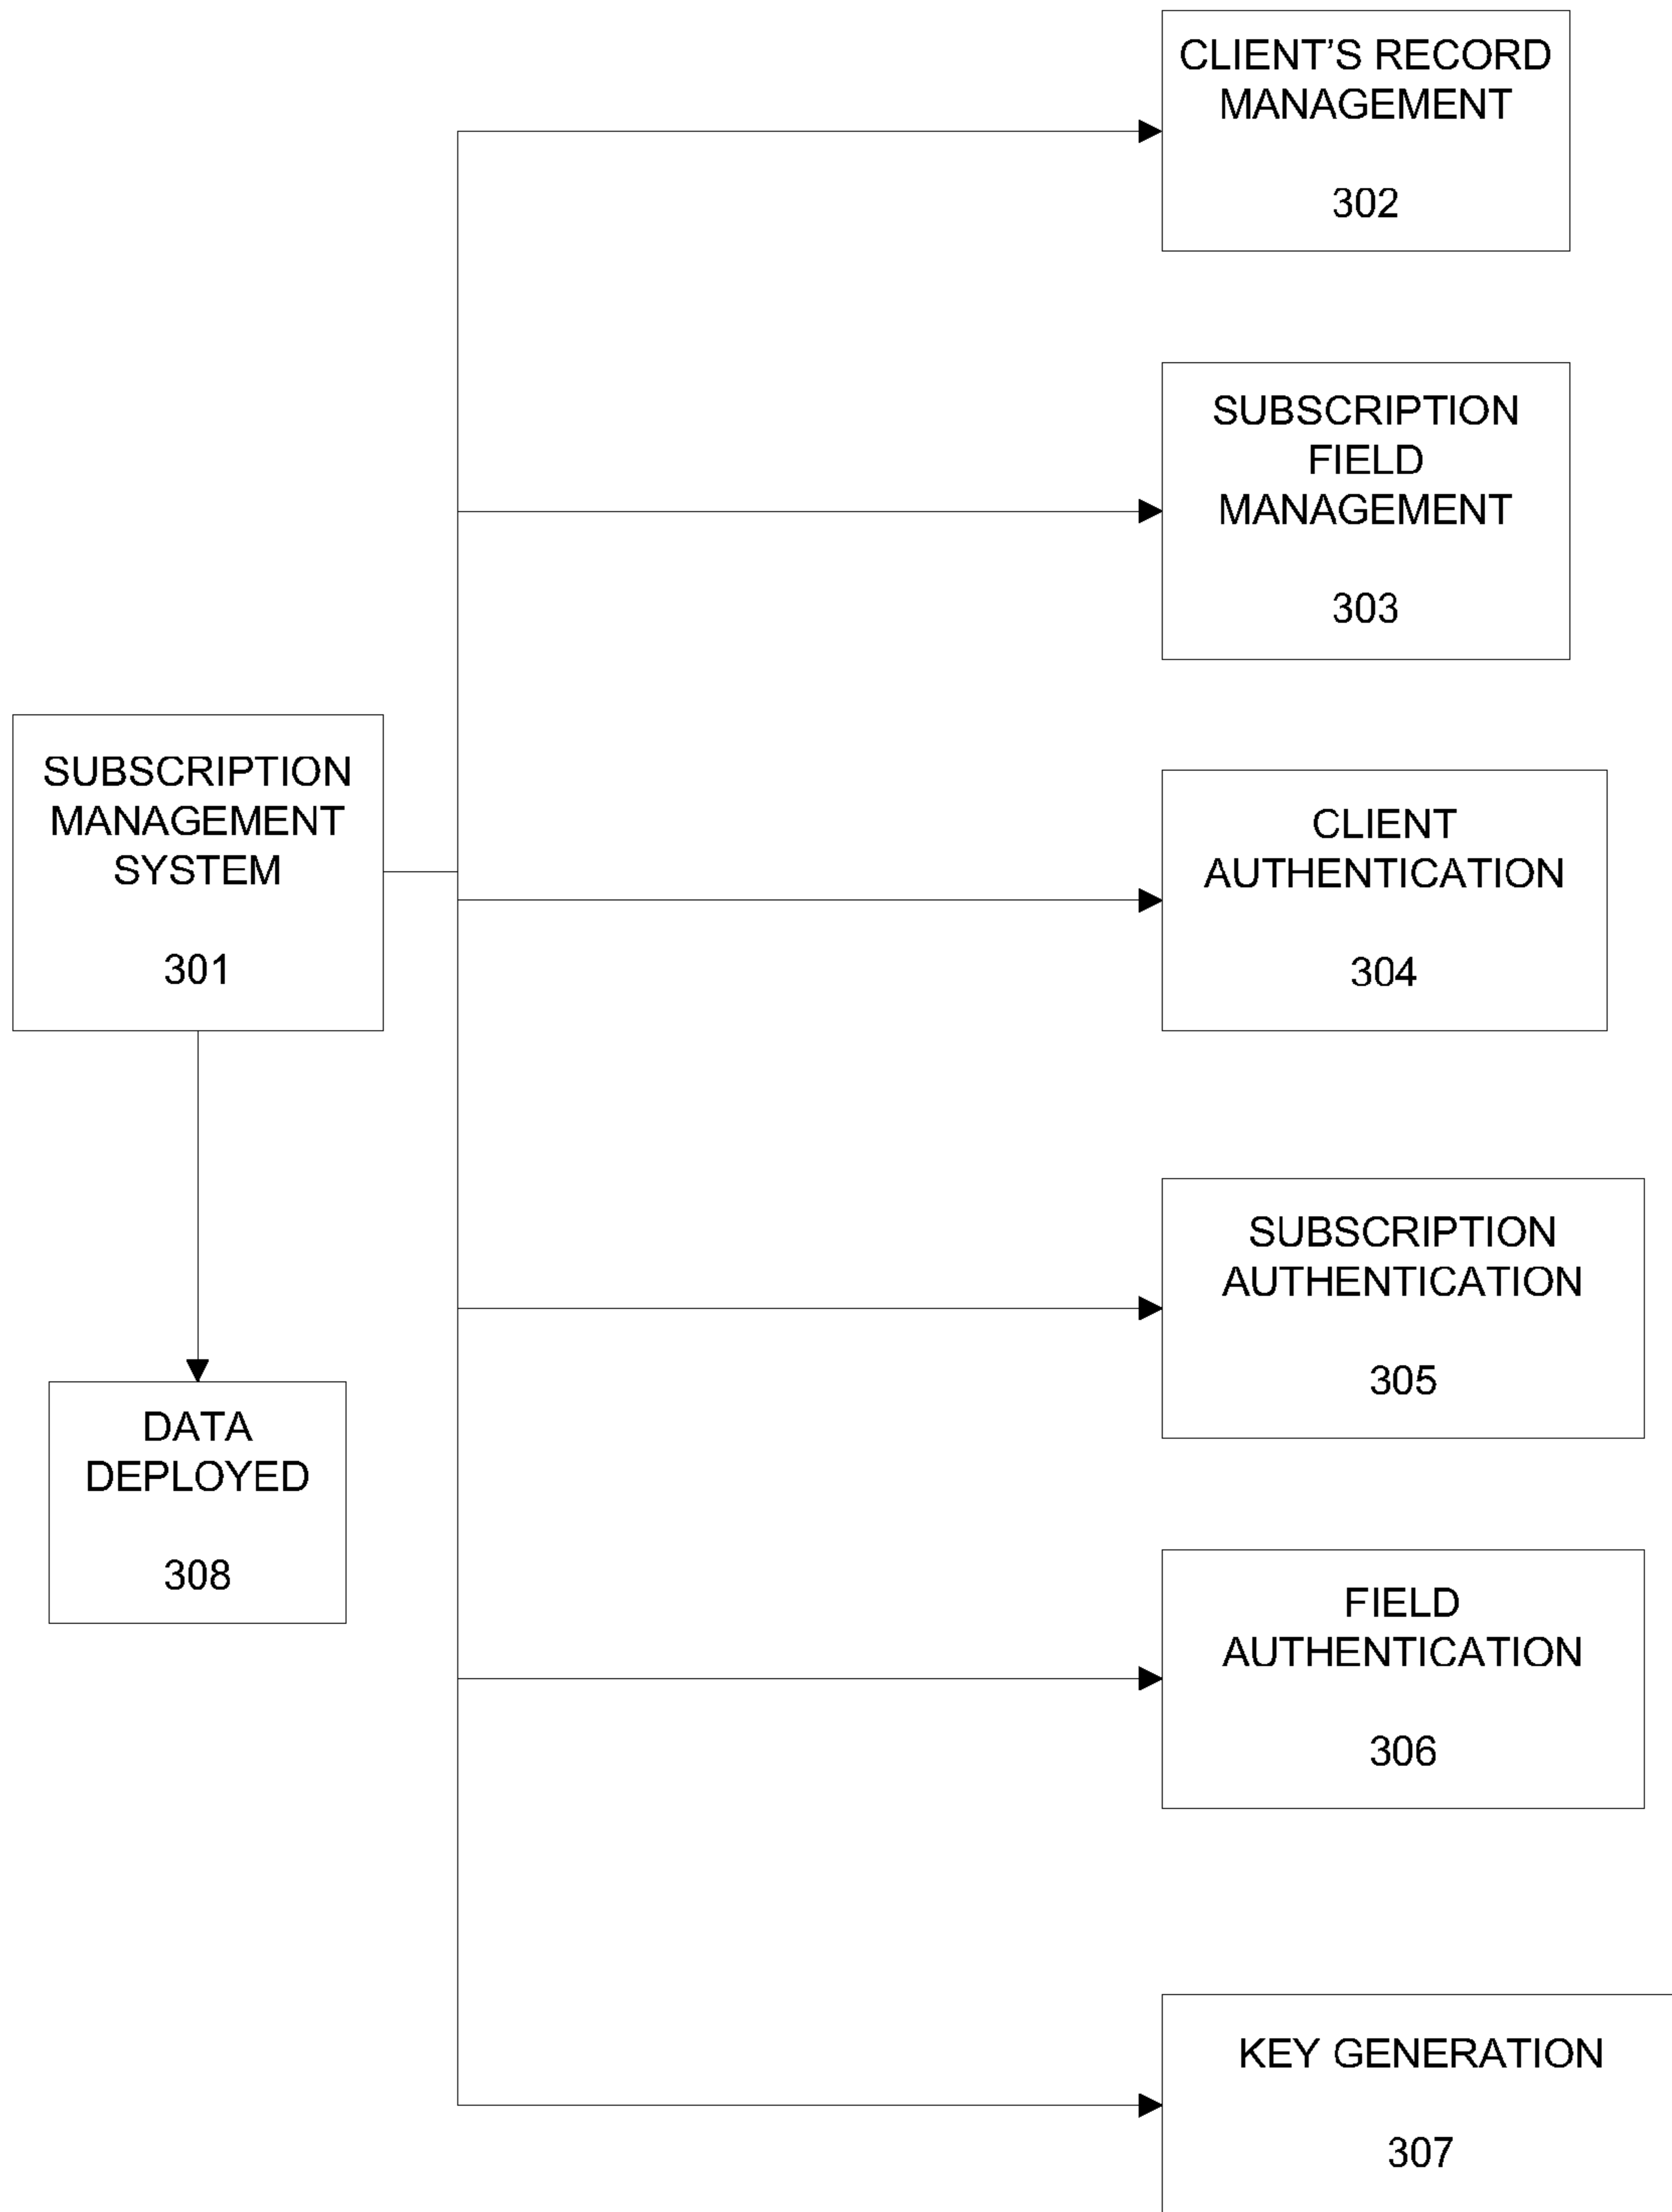 CLIENT'S RECORD
MANAGEMENT
302
SUBSCRIPTION
FIELD
MANAGEMENT
303
SUBSCRIPTION
MANAGEMENT
SYSTEM
301
CLIENT
AUTHENTICATION
304
SUBSCRIPTION
AUTHENTICATION
305
DATA
DEPLOYED
308
FIELD
AUTHENTICATION
306
KEY GENERATION
307